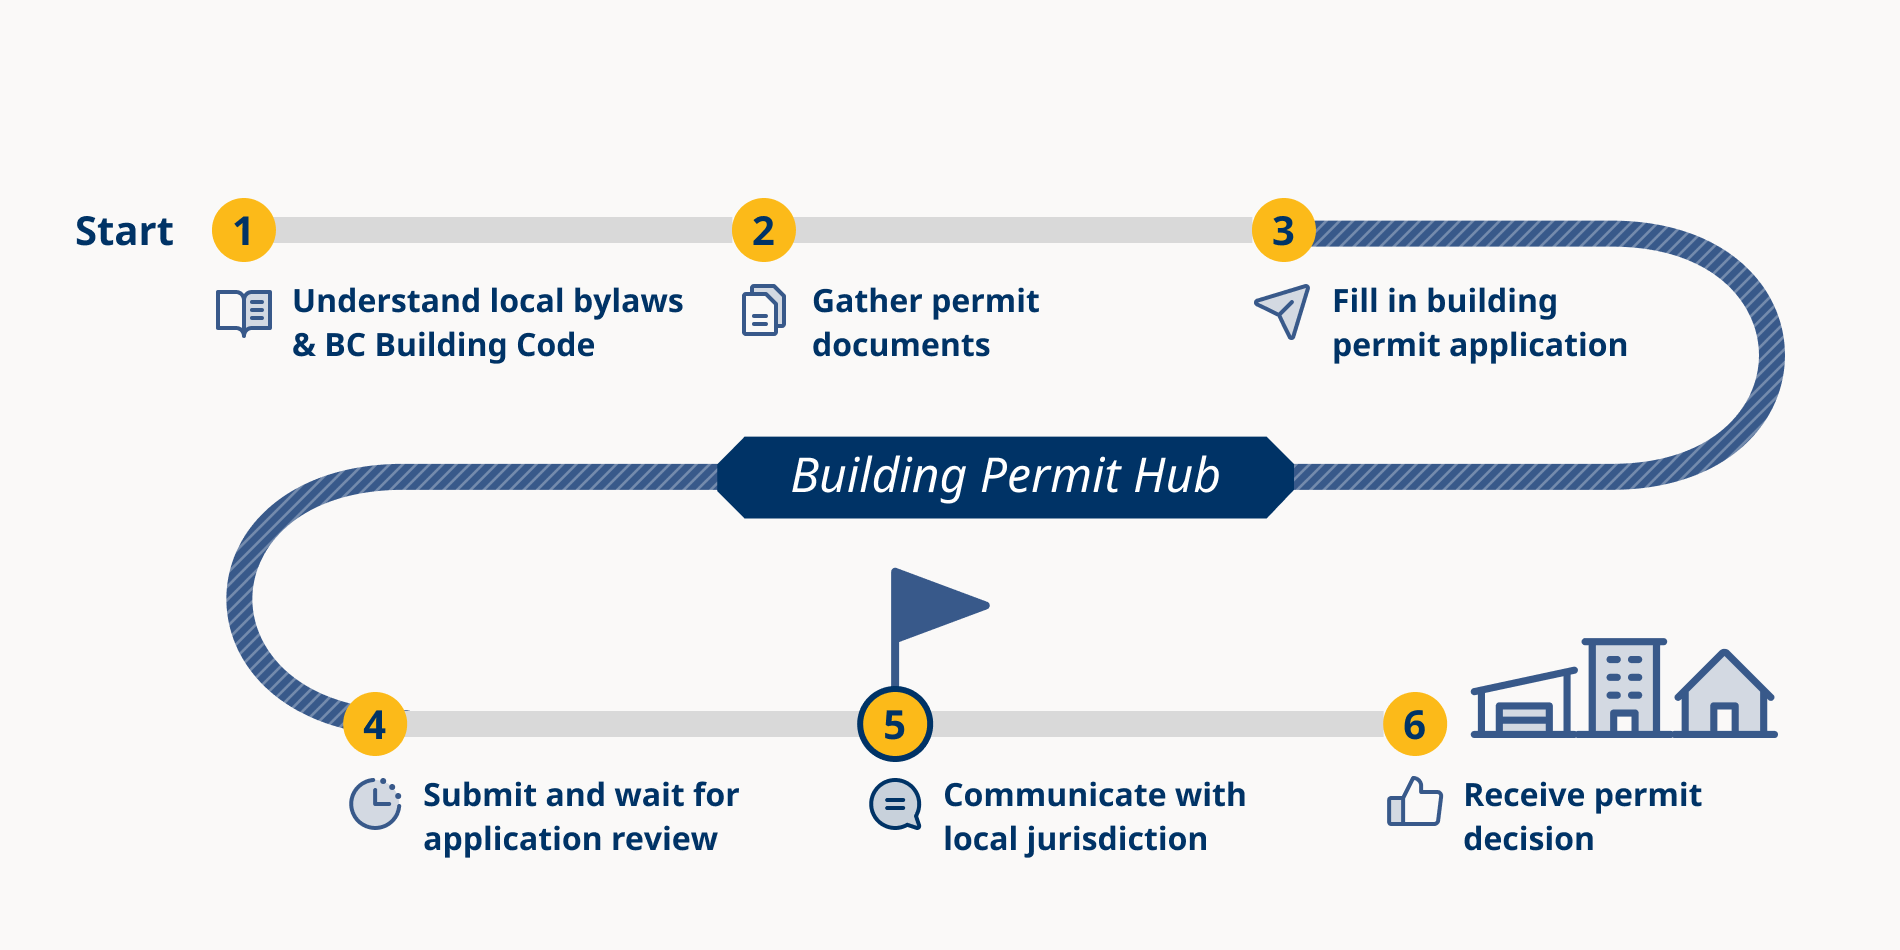 Start
1
2
3
Understand local bylaws
& BC Building Code
Gather permit
documents
Fill in building
permit application
Building Permit Hub
4
5
6
Submit and wait for
application review
Communicate with
local jurisdiction
Receive permit
decision